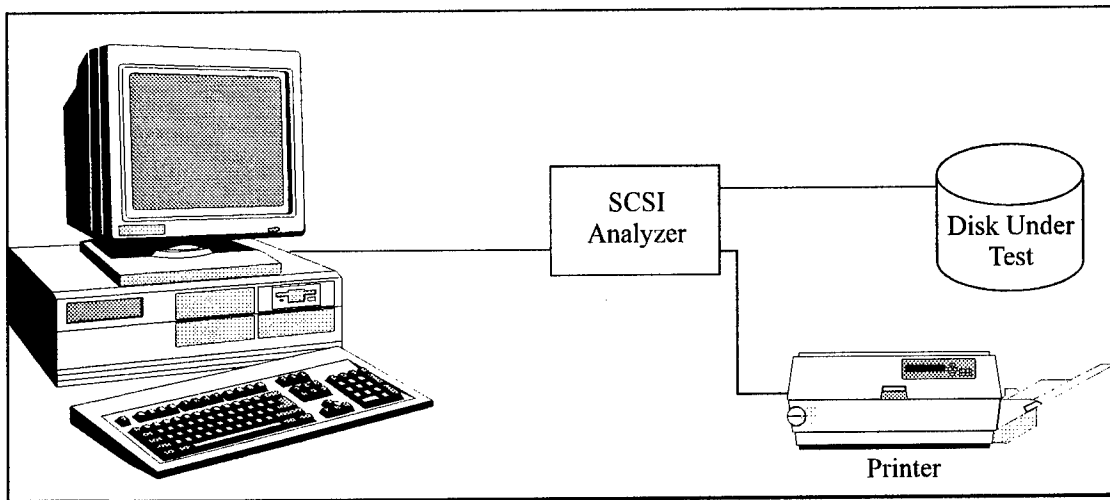 SCSI
Analyzer
Disk Under
Test
Printer